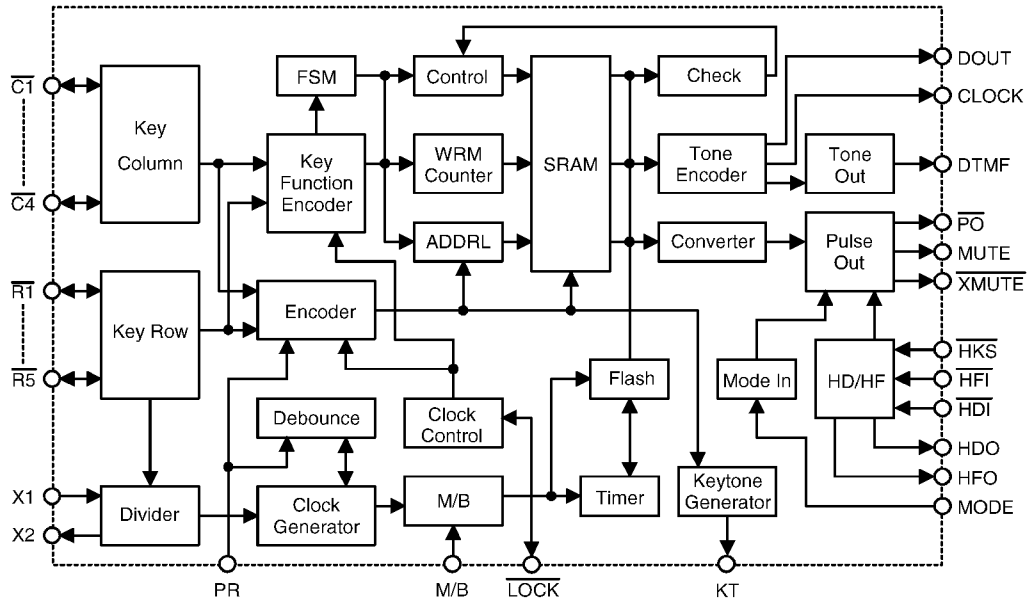 FSM
Control
Check
DOUT
C1
CLOCK
Key
Column
Key
Function
Encoder
WRM
Counter
SRAM
Tone
Encoder
Tone
Out
DTMF
C4
ADDRL
Converter
Pulse
Out
PO
MUTE
XMUTE
R1
Key Row
Encoder
R5
HKS
HFI
HDI
Flash
Mode In
HD/HF
Debounce
Clock
Control
HDO
HFO
MODE
X1
X2
Divider
Clock
Generator
M/B
Timer
Keytone
Generator
PR
M/B
LOCK
KT